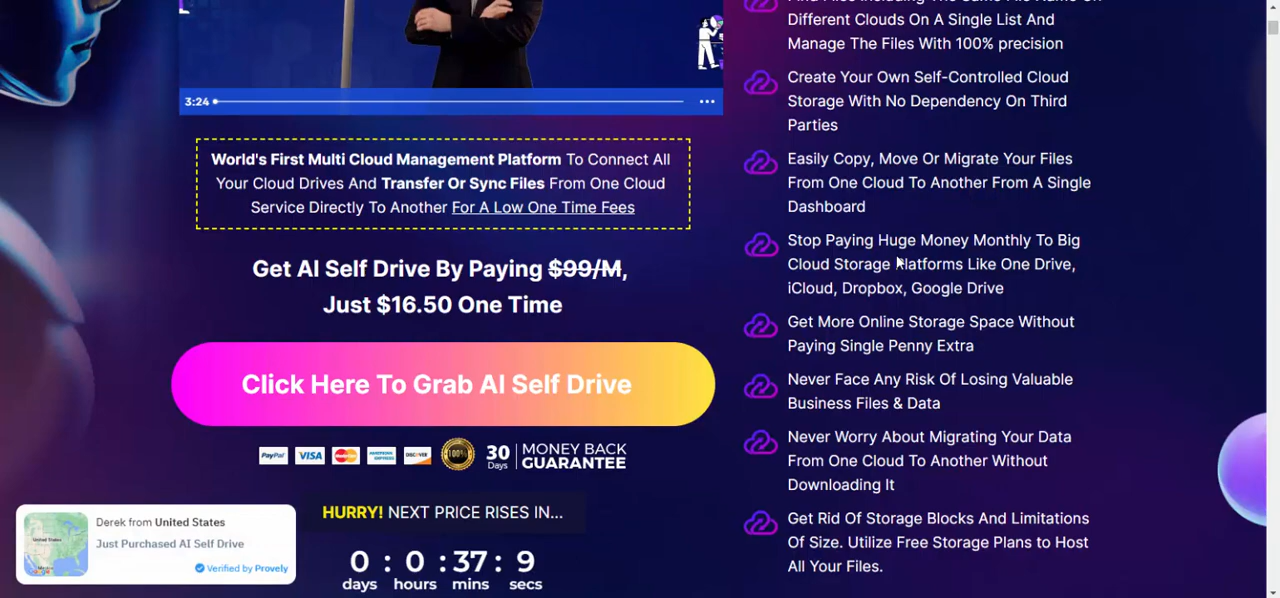 3:24
World's First Multi Cloud Management Platform To Connect All
Your Cloud Drives And Transfer Or Sync Files From One Cloud
Service Directly To Another For A Low One Time Fees
Get AI Self Drive By Paying $99/M,
Just $16.50 One Time
Click Here To Grab AI Self Drive
PayPal VISA MasterCard AMERICAN EXPRESS DISCOVER 100% 30 Days MONEY BACK GUARANTEE
HURRY! NEXT PRICE RISES IN...
0 : 0 : 37 : 9
days hours mins secs
United States
Derek from United States
Just Purchased AI Self Drive
Verified by Provely
Different Clouds On A Single List And
Manage The Files With 100% precision
Create Your Own Self-Controlled Cloud
Storage With No Dependency On Third
Parties
Easily Copy, Move Or Migrate Your Files
From One Cloud To Another From A Single
Dashboard
Stop Paying Huge Money Monthly To Big
Cloud Storage Platforms Like One Drive,
iCloud, Dropbox, Google Drive
Get More Online Storage Space Without
Paying Single Penny Extra
Never Face Any Risk Of Losing Valuable
Business Files & Data
Never Worry About Migrating Your Data
From One Cloud To Another Without
Downloading It
Get Rid Of Storage Blocks And Limitations
Of Size. Utilize Free Storage Plans to Host
All Your Files.